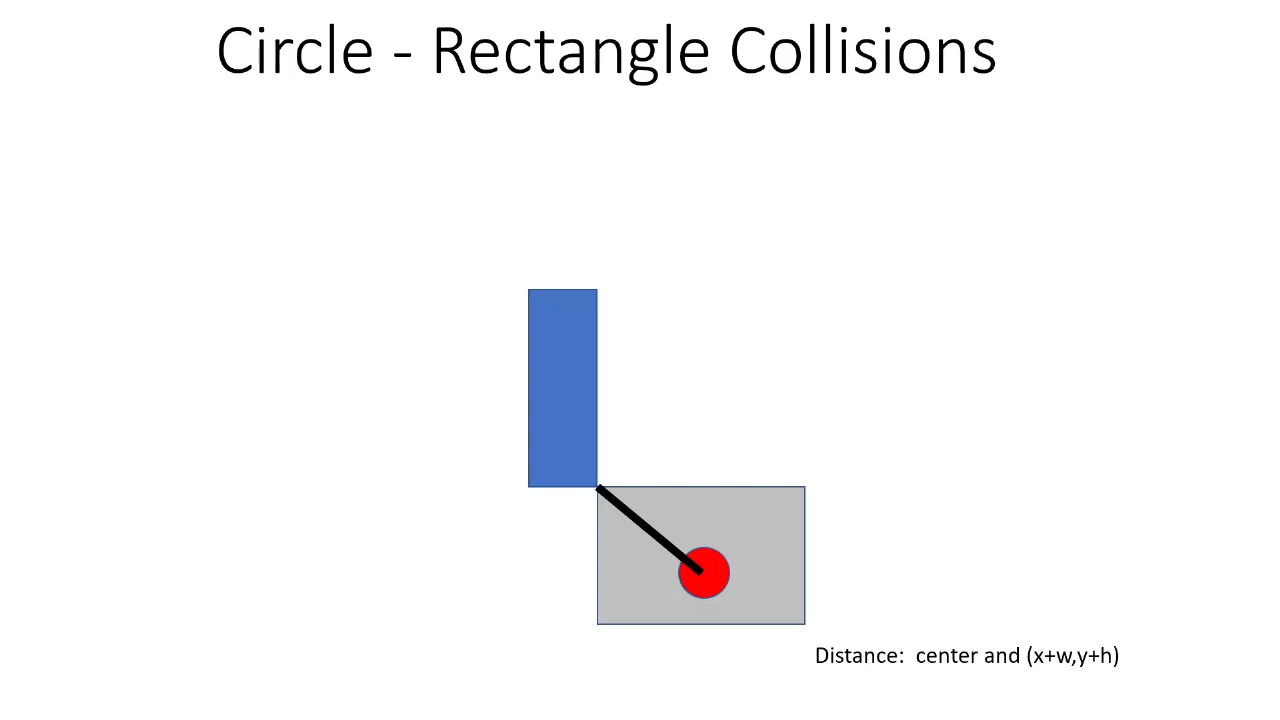 Circle - Rectangle Collisions
Distance:  center and (x+w,y+h)